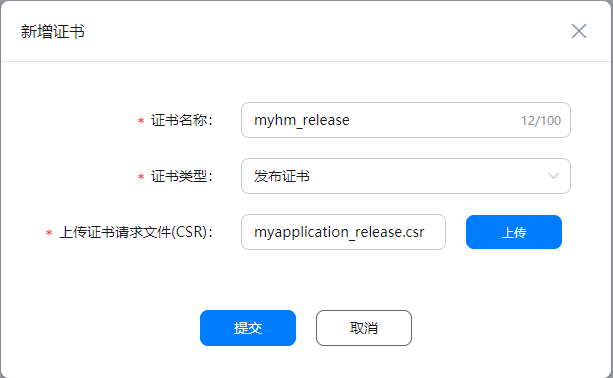 新增证书
* 证书名称： myhm_release 12/100
* 证书类型： 发布证书
* 上传证书请求文件(CSR)： myapplication_release.csr 上传
提交 取消